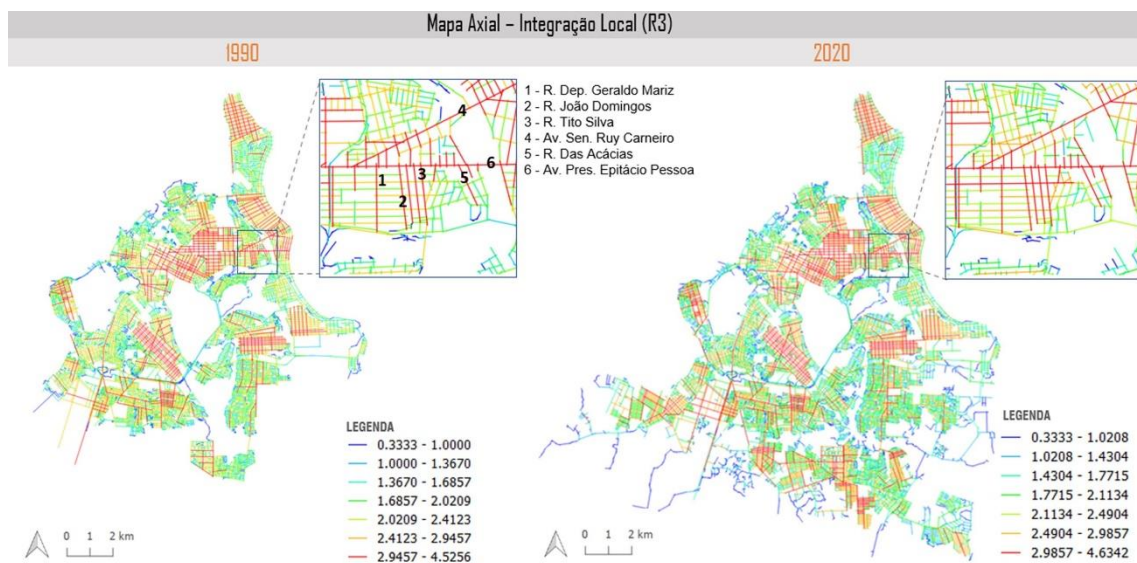 Mapa Axial – Integração Local (R3)
1990
2020
1 - R. Dep. Geraldo Mariz
2 - R. João Domingos
3 - R. Tito Silva
4 - Av. Sen. Ruy Carneiro
5 - R. Das Acácias
6 - Av. Pres. Epitácio Pessoa
4
6
1
3
5
2
LEGENDA
0.3333 - 1.0000
1.0000 - 1.3670
1.3670 - 1.6857
1.6857 - 2.0209
2.0209 - 2.4123
2.4123 - 2.9457
2.9457 - 4.5256
0 1 2 km
LEGENDA
0.3333 - 1.0208
1.0208 - 1.4304
1.4304 - 1.7715
1.7715 - 2.1134
2.1134 - 2.4904
2.4904 - 2.9857
2.9857 - 4.6342
0 1 2 km